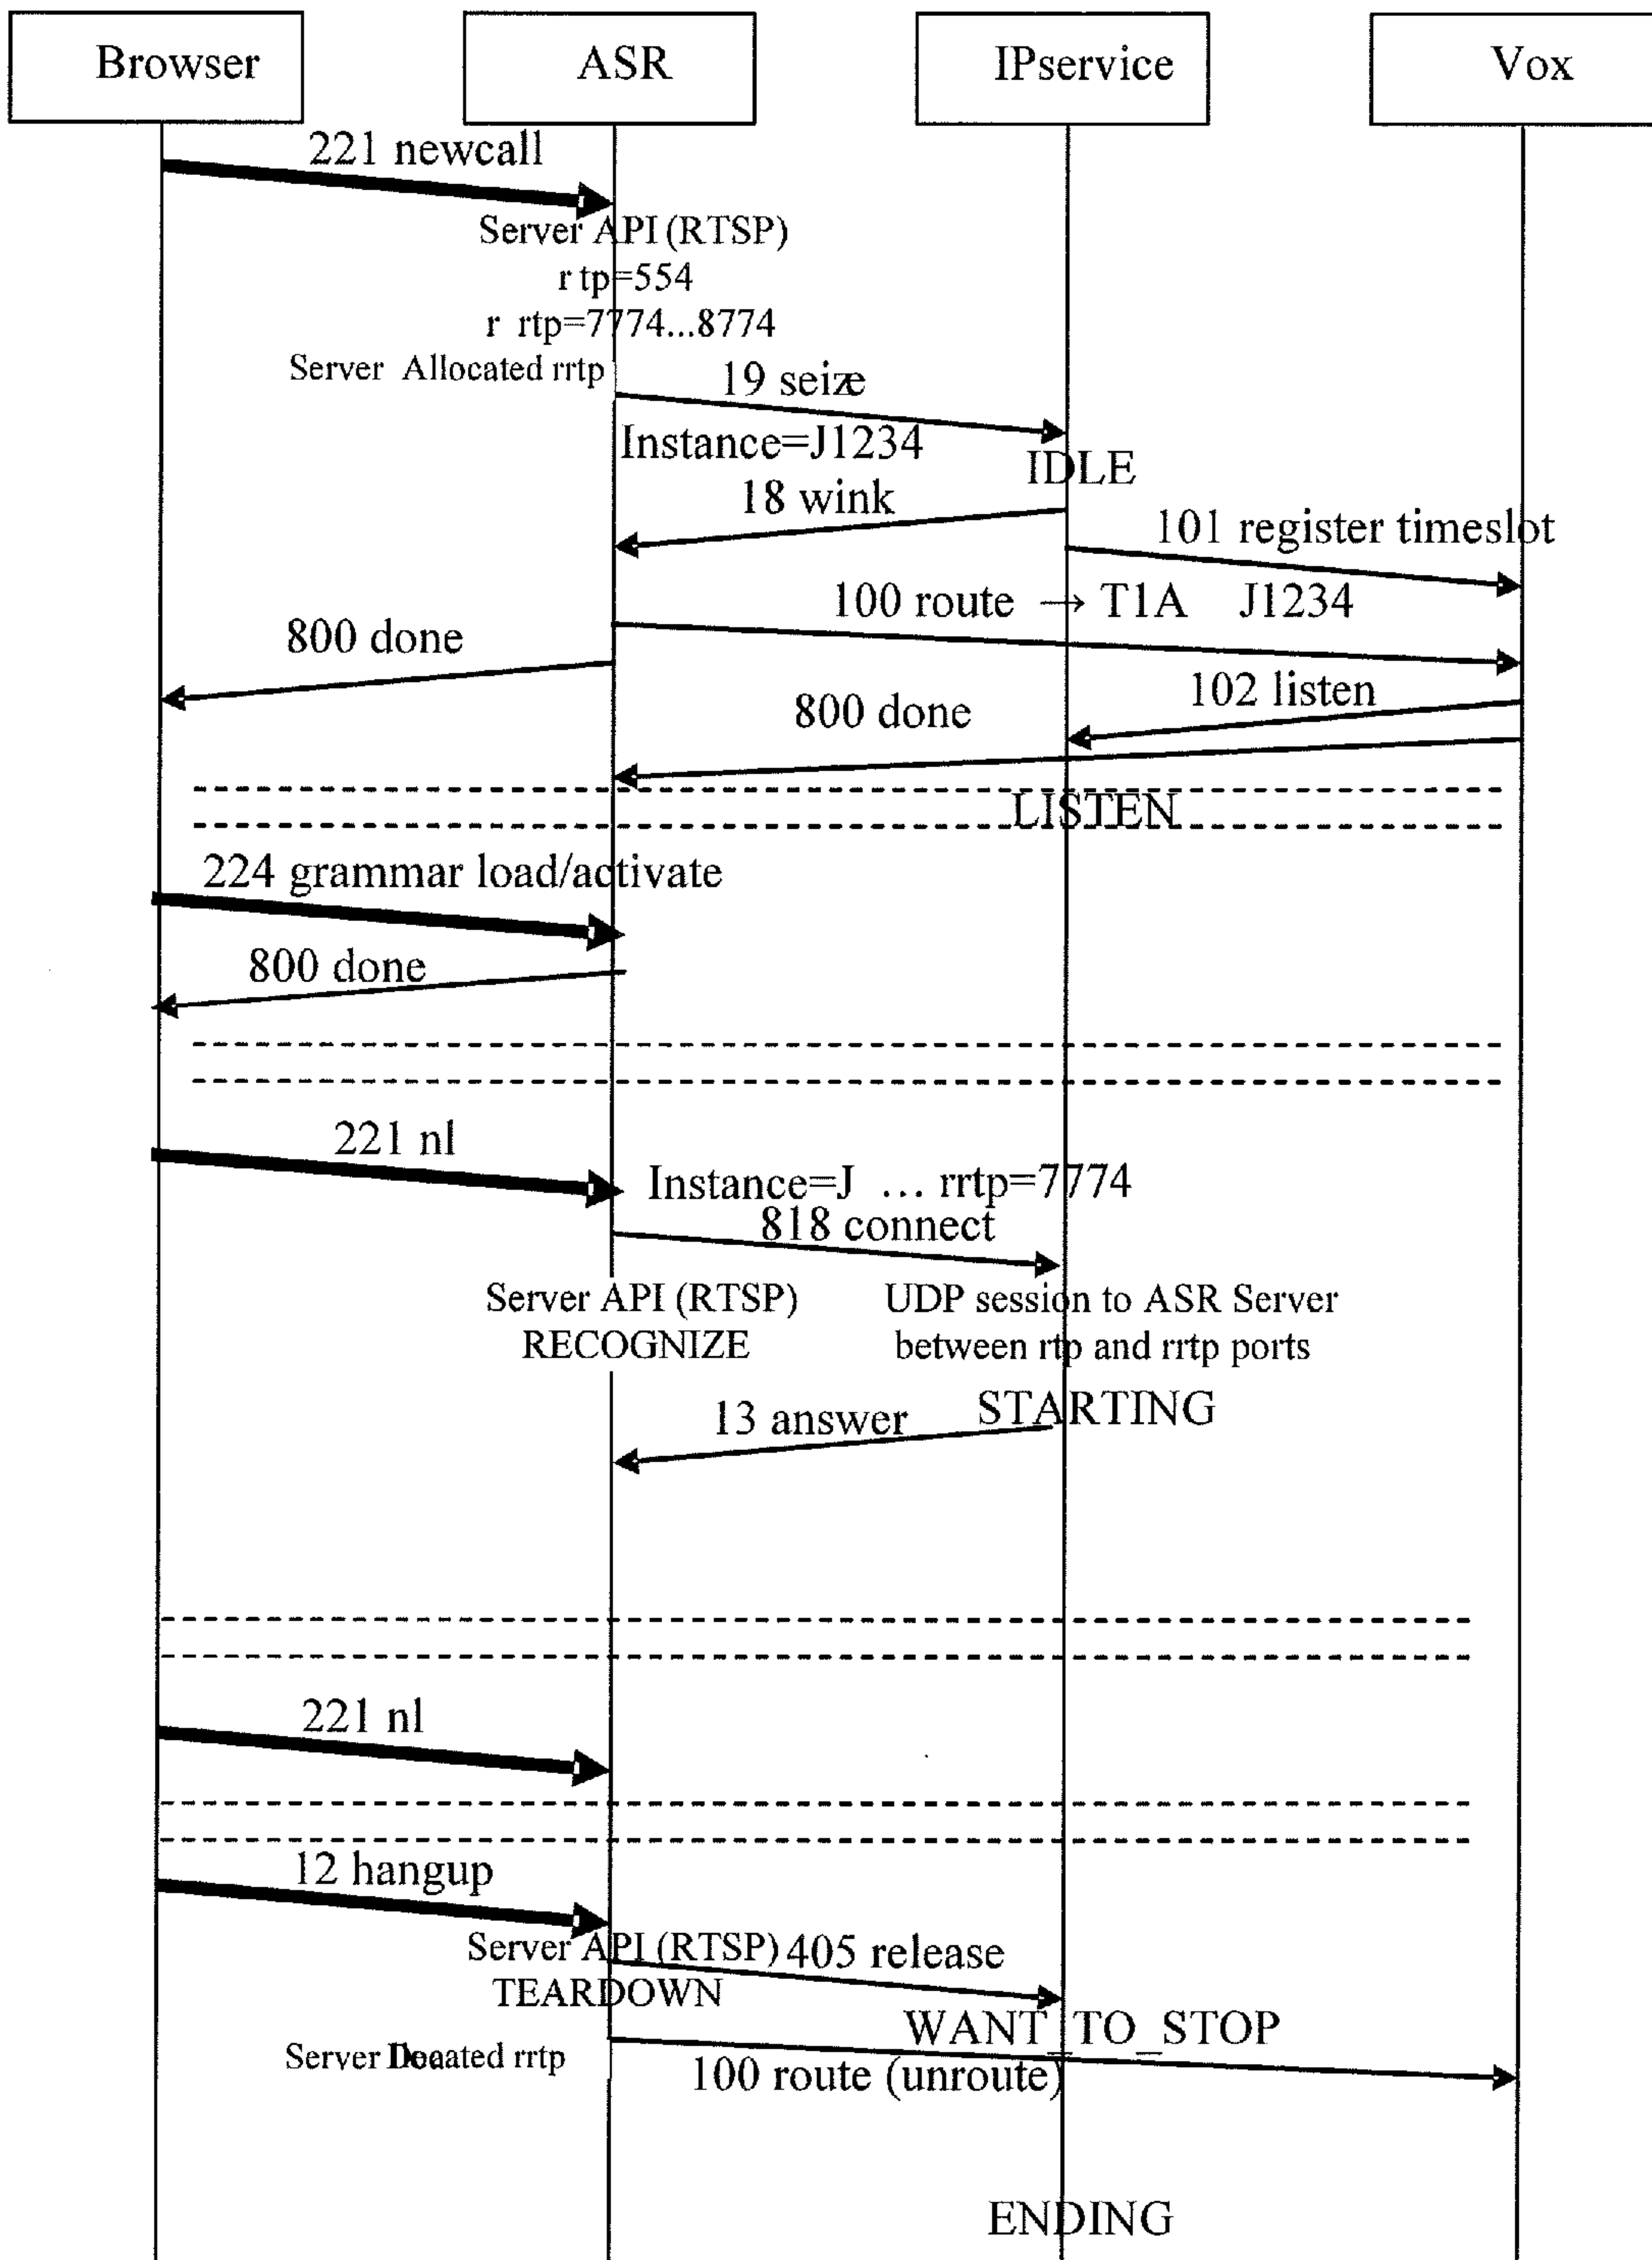 Browser
ASR
IPservice
Vox
221 newcall
Server API (RTSP)
r tp=554
r rtp=7774...8774
Server Allocated rrtp
19 seize
Instance=J1234
IDLE
18 wink
101 register timeslot
100 route → T1A J1234
800 done
102 listen
800 done
LISTEN
224 grammar load/activate
800 done
221 nl
Instance=J ... rrtp=7774
818 connect
Server API (RTSP)
RECOGNIZE
UDP session to ASR Server
between rtp and rrtp ports
STARTING
13 answer
221 nl
12 hangup
Server API (RTSP)
405 release
TEARDOWN
WANT_TO_STOP
Server
rrtp
100 route (unroute)
ENDING